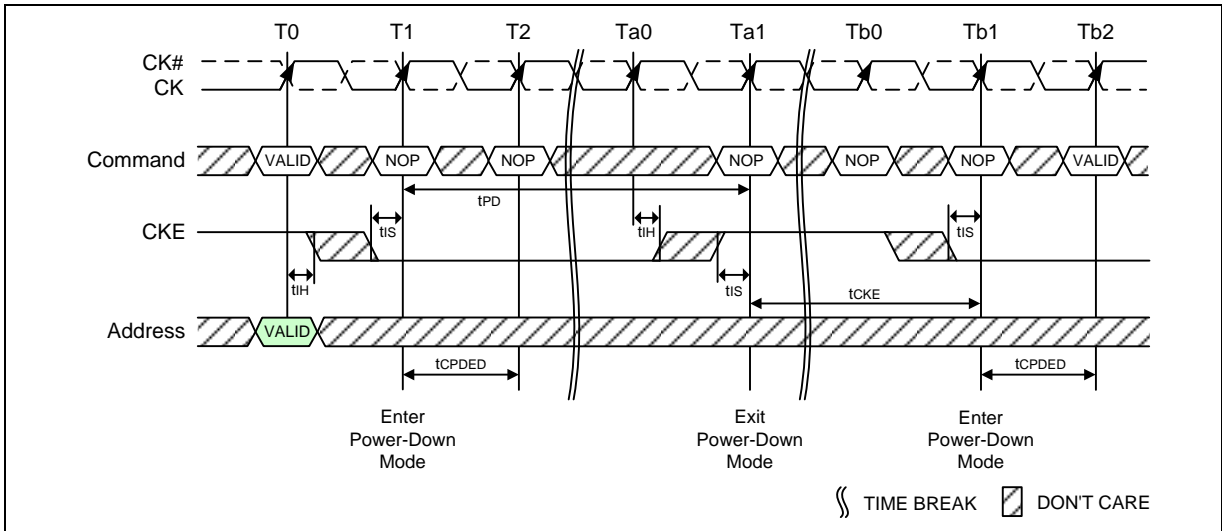 T0 T1 T2 Ta0 Ta1 Tb0 Tb1 Tb2
CK#
CK
Command VALID NOP NOP NOP NOP NOP VALID
tPD
CKE tIS tIH tIS
tIH tIS tCKE
Address VALID
tCPDED tCPDED
Enter
Power-Down
Mode
Exit
Power-Down
Mode
Enter
Power-Down
Mode
TIME BREAK DON'T CARE